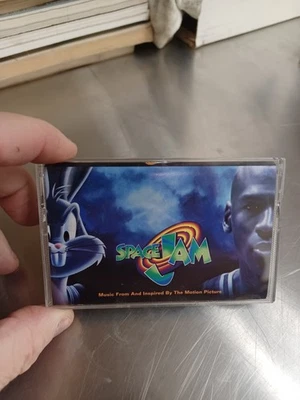 SPACE JAM
Music From And Inspired By The Motion Picture